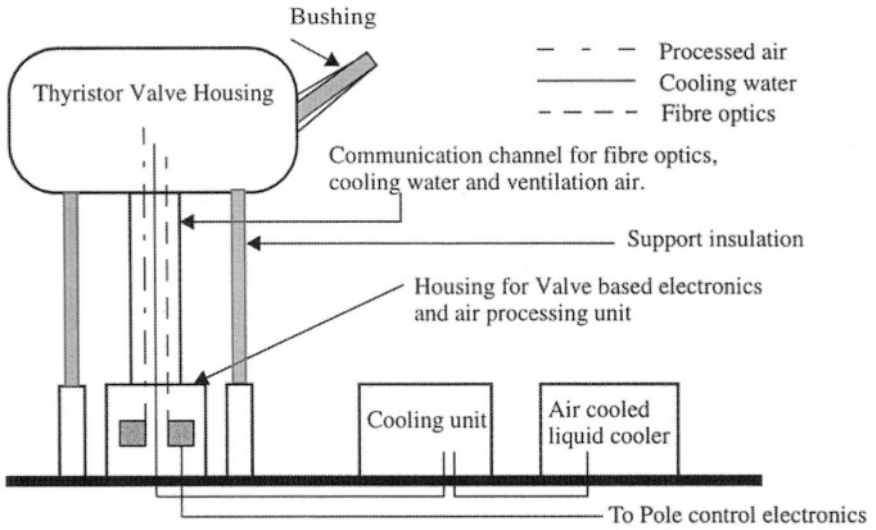 Bushing
Thyristor Valve Housing
Processed air
Cooling water
Fibre optics
Communication channel for fibre optics,
cooling water and ventilation air.
Support insulation
Housing for Valve based electronics
and air processing unit
Cooling unit
Air cooled
liquid cooler
To Pole control electronics